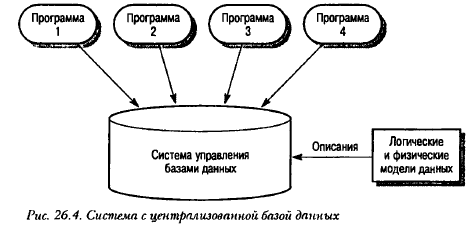 Программа
1
Программа
2
Программа
3
Программа
4
Система управления
базами данных
Описания
Логические
и физические
модели данных
Рис. 26.4. Система с централизованной базой данных